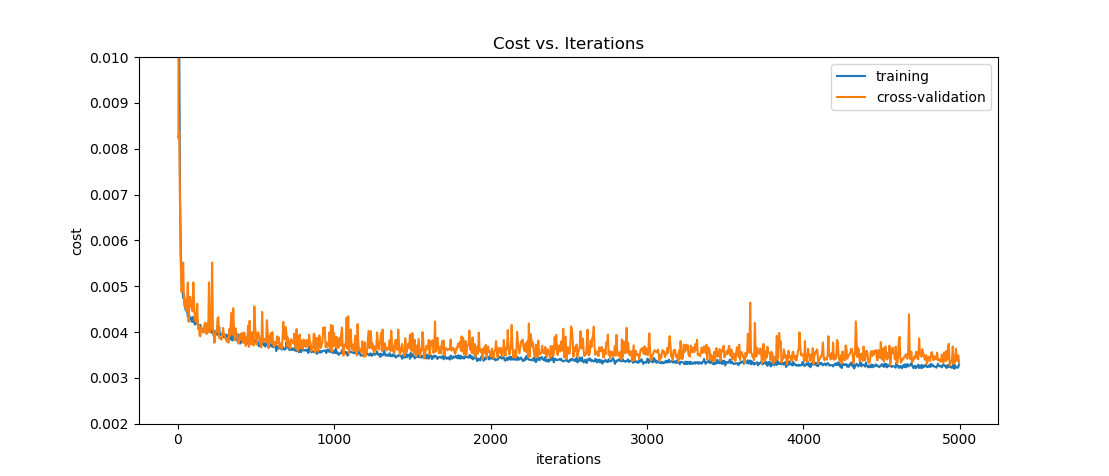 Cost vs. Iterations
training
cross-validation
0.010
0.009
0.008
0.007
0.006
0.005
0.004
0.003
0.002
cost
0 1000 2000 3000 4000 5000
iterations